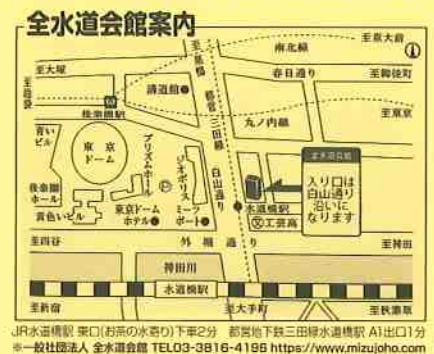 全水道会館案内
至巣鴨
南北線
至東大前
至大塚
春日通り
至御徒町
至池袋
講道館
都営三田線
後楽園駅
丸ノ内線
至東京
青いビル
東京ドーム
プリズムホール
ジオポリス
白山通り
全水道会館
入り口は
白山通り
沿いに
なります
後楽園ホール
黄色いビル
東京ドームホテル
ミーツポート
水道橋駅
工芸高
至四谷
外堀通り
至神田
神田川
水道橋駅
至新宿
至大手町
至秋葉原
JR水道橋駅 東口(お茶の水寄り)下車2分 都営地下鉄三田線水道橋駅 A1出口1分
※一般社団法人 全水道会館 TEL03-3816-4196 https://www.mizujoho.com